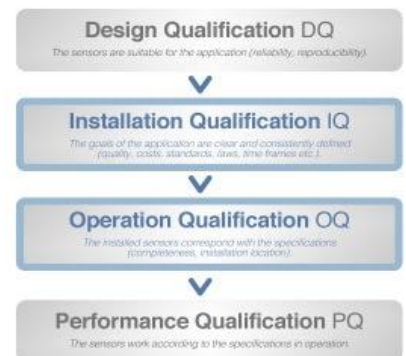 Design Qualification DQ
The sensors are suitable for the application (reliability, reproducibility).
Installation Qualification IQ
The goals of the application are clear and consistently defined
(quality, costs, standards, laws, time frames etc.).
Operation Qualification OQ
The installed sensors correspond with the specifications
(completeness, installation location).
Performance Qualification PQ
The sensors work according to the specifications in operation.